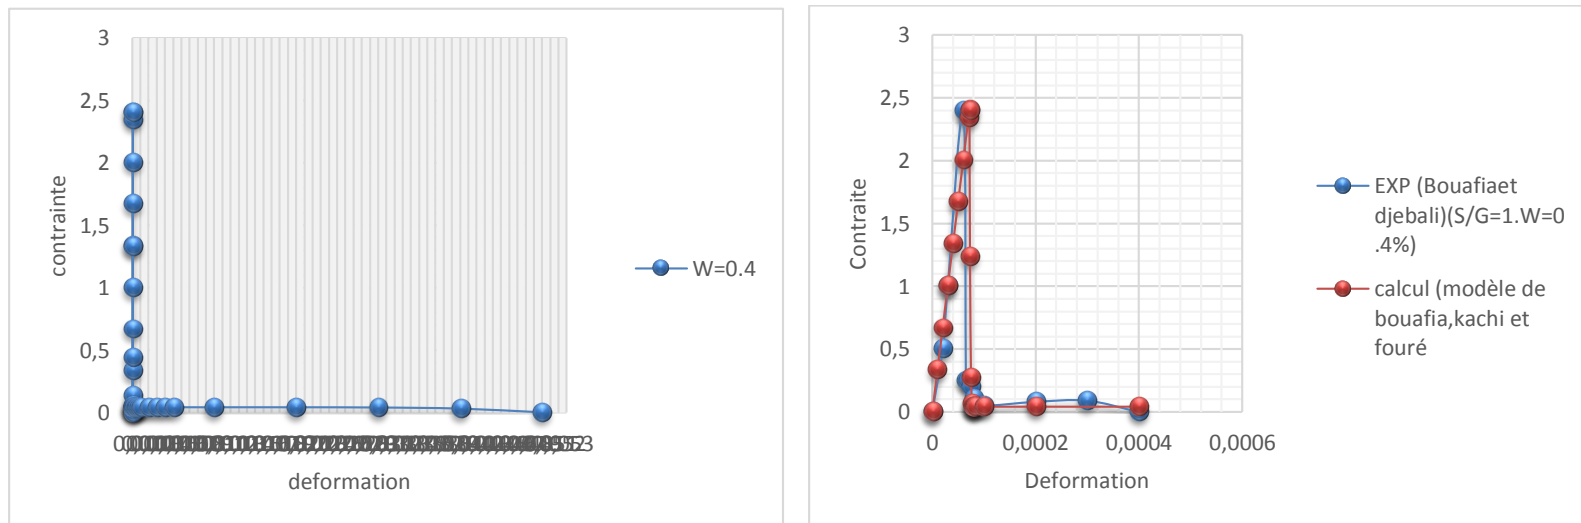 3
2,5
2
1,5
1
0,5
0
contrainte
deformation
W=0.4
3
2,5
2
1,5
1
0,5
0
Contraite
0 0,0002 0,0004 0,0006
Deformation
EXP (Bouafiaet
djebali)(S/G=1.W=0
.4%)
calcul (modèle de
bouafia,kachi et
fouré